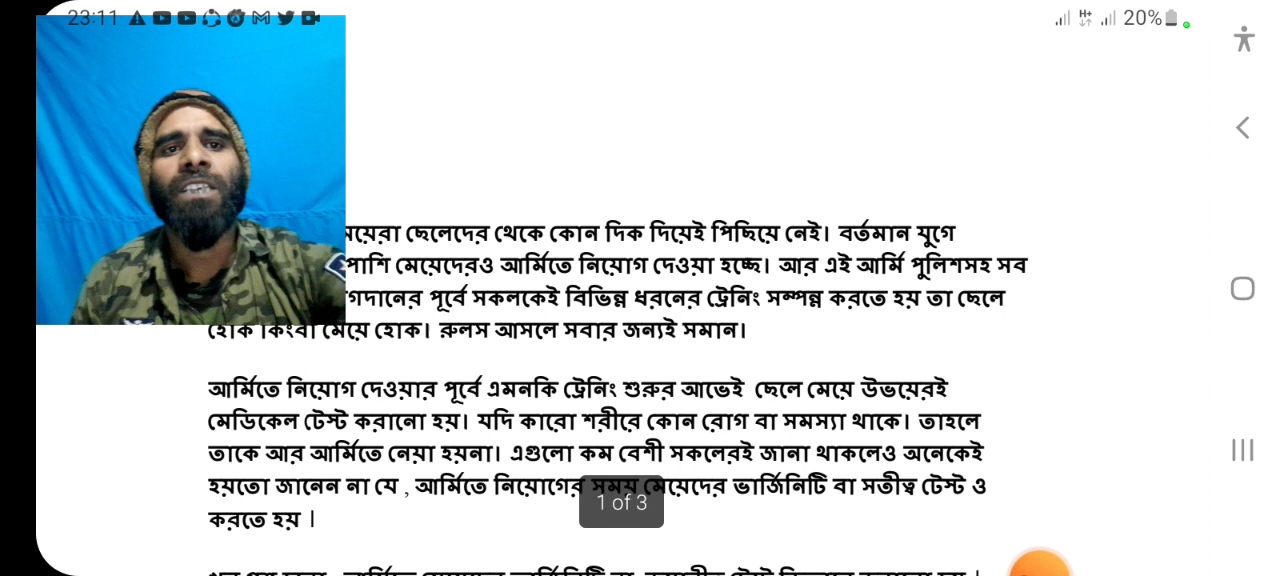 23:11
20%
ছেলেদের থেকে কোন দিক দিয়েই পিছিয়ে নেই। বর্তমান যুগে
মেয়েদেরও আর্মিতে নিয়োগ দেওয়া হচ্ছে। আর এই আর্মি পুলিশসহ সব
পূর্বে সকলকেই বিভিন্ন ধরনের ট্রেনিং সম্পন্ন করতে হয় তা ছেলে
হোক কিংবা মেয়ে হোক। রুলস আসলে সবার জন্যই সমান।
আর্মিতে নিয়োগ দেওয়ার পূর্বে এমনকি ট্রেনিং শুরুর আভেই ছেলে মেয়ে উভয়েরই
মেডিকেল টেস্ট করানো হয়। যদি কারো শরীরে কোন রোগ বা সমস্যা থাকে। তাহলে
তাকে আর আর্মিতে নেয়া হয়না। এগুলো কম বেশী সকলেরই জানা থাকলেও অনেকেই
হয়তো জানেন না যে , আর্মিতে নিয়োগের সময় মেয়েদের ভার্জিনিটি বা সতীত্ব টেস্ট ও
করতে হয় |
1 of 3